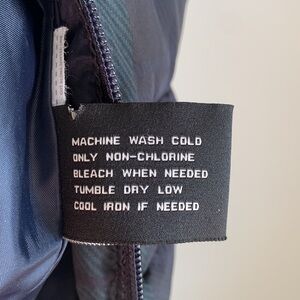 MACHINE WASH COLD
ONLY NON-CHLORINE
BLEACH WHEN NEEDED
TUMBLE DRY LOW
COOL IRON IF NEEDED